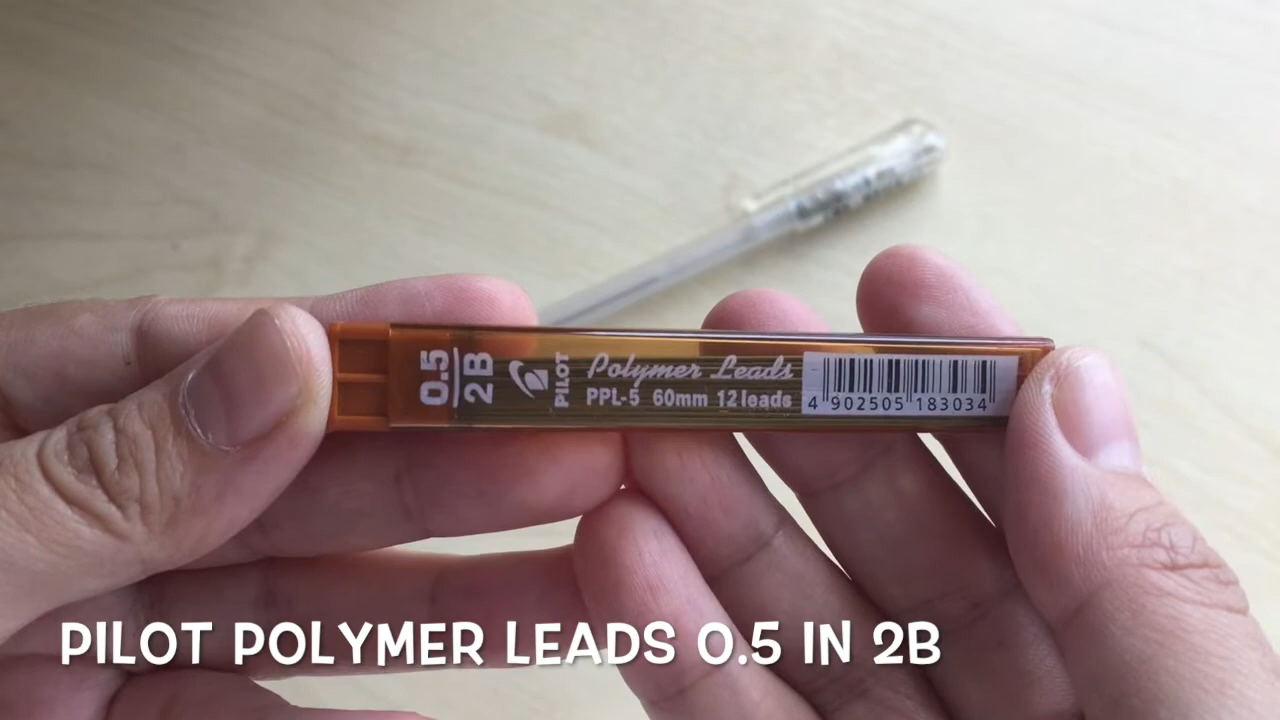 0.5
2B
PILOT
Polymer Leads
PPL-5 60mm 12 leads
4 902505 183034
PILOT POLYMER LEADS 0.5 IN 2B